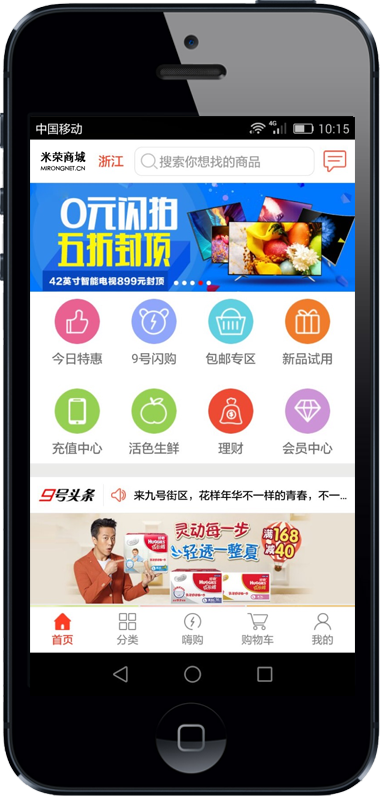 中国移动
4G
10:15
米荣商城
MIRONGNET.CN
浙江
搜索你想找的商品
0元闪拍
五折封顶
42英寸智能电视899元封顶
今日特惠
9号闪购
包邮专区
新品试用
充值中心
活色生鲜
理财
会员中心
9号头条
来九号街区，花样年华不一样的青春，不一...
灵动每一步
轻透一整夏
满168
减40
HUGGIES
首页
分类
嗨购
购物车
我的